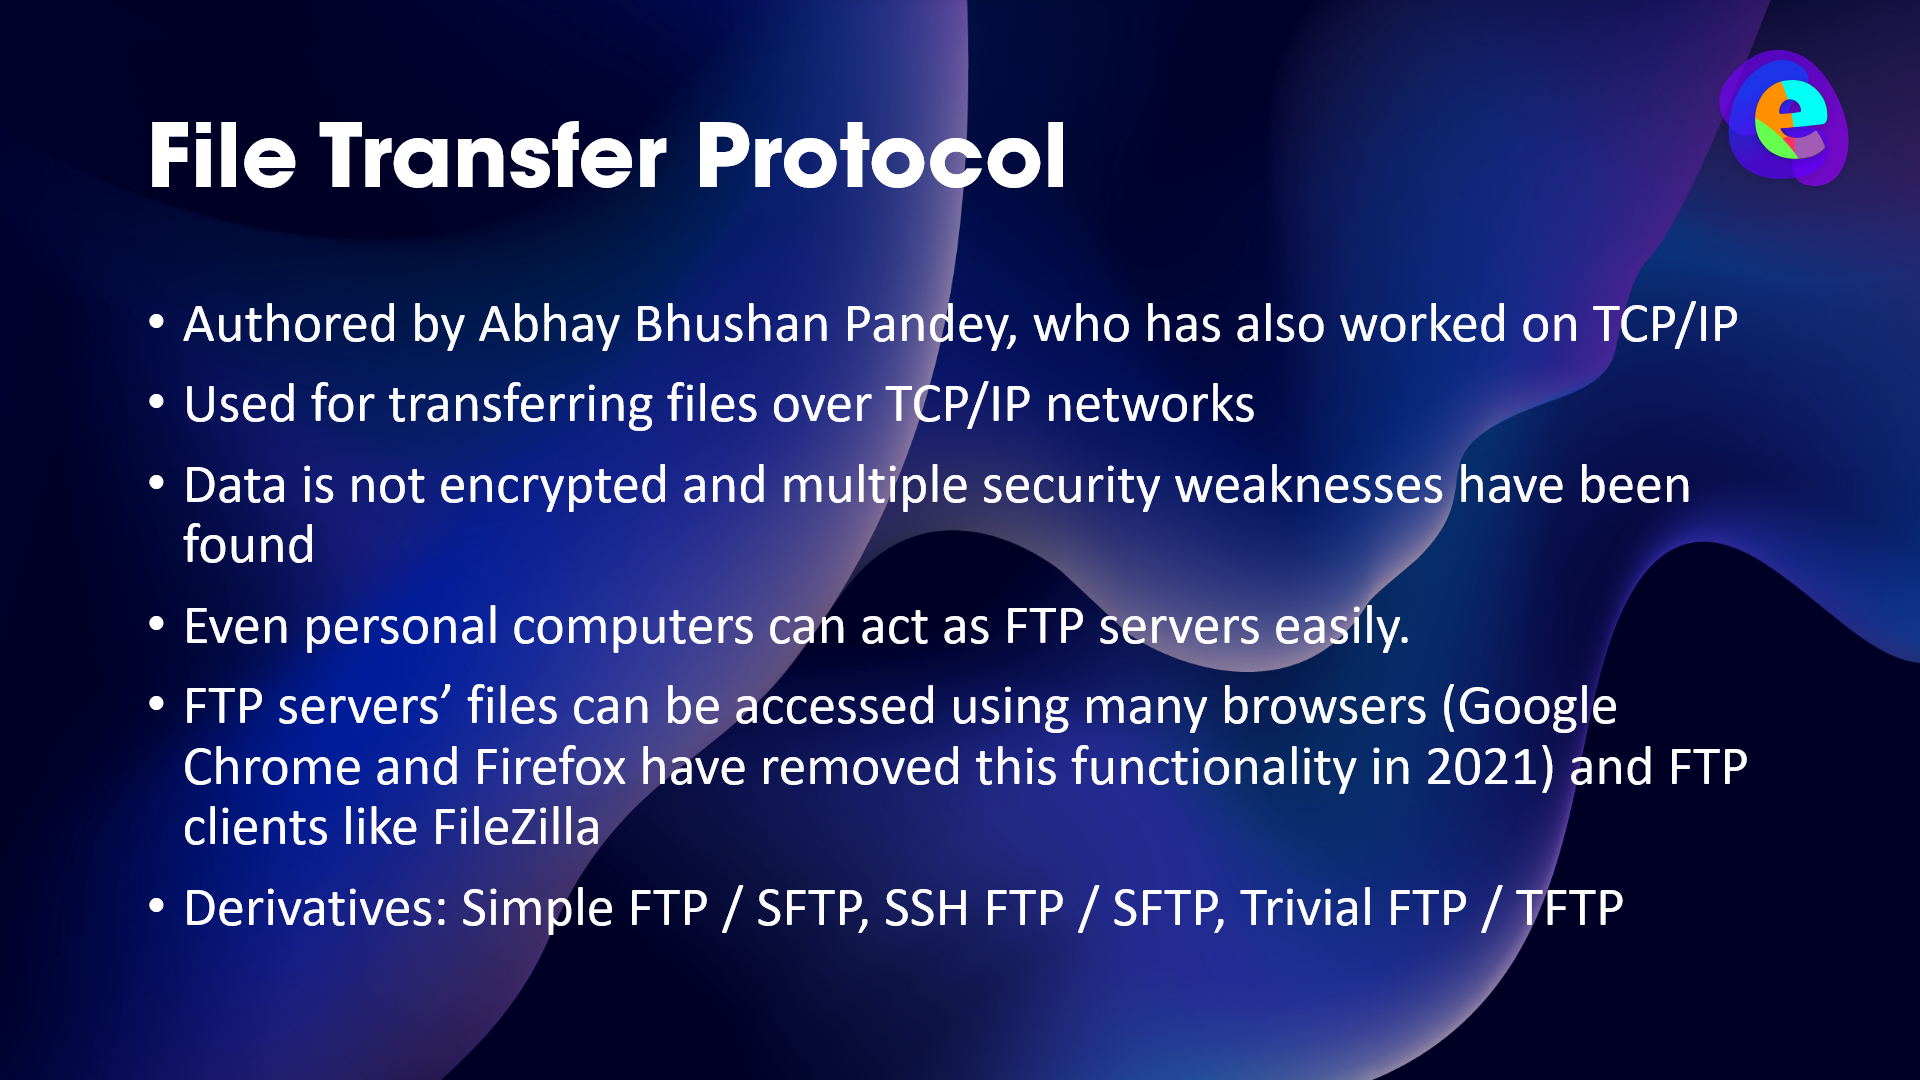 File Transfer Protocol
• Authored by Abhay Bhushan Pandey, who has also worked on TCP/IP
• Used for transferring files over TCP/IP networks
• Data is not encrypted and multiple security weaknesses have been
found
• Even personal computers can act as FTP servers easily.
• FTP servers’ files can be accessed using many browsers (Google
Chrome and Firefox have removed this functionality in 2021) and FTP
clients like FileZilla
• Derivatives: Simple FTP / SFTP, SSH FTP / SFTP, Trivial FTP / TFTP
e